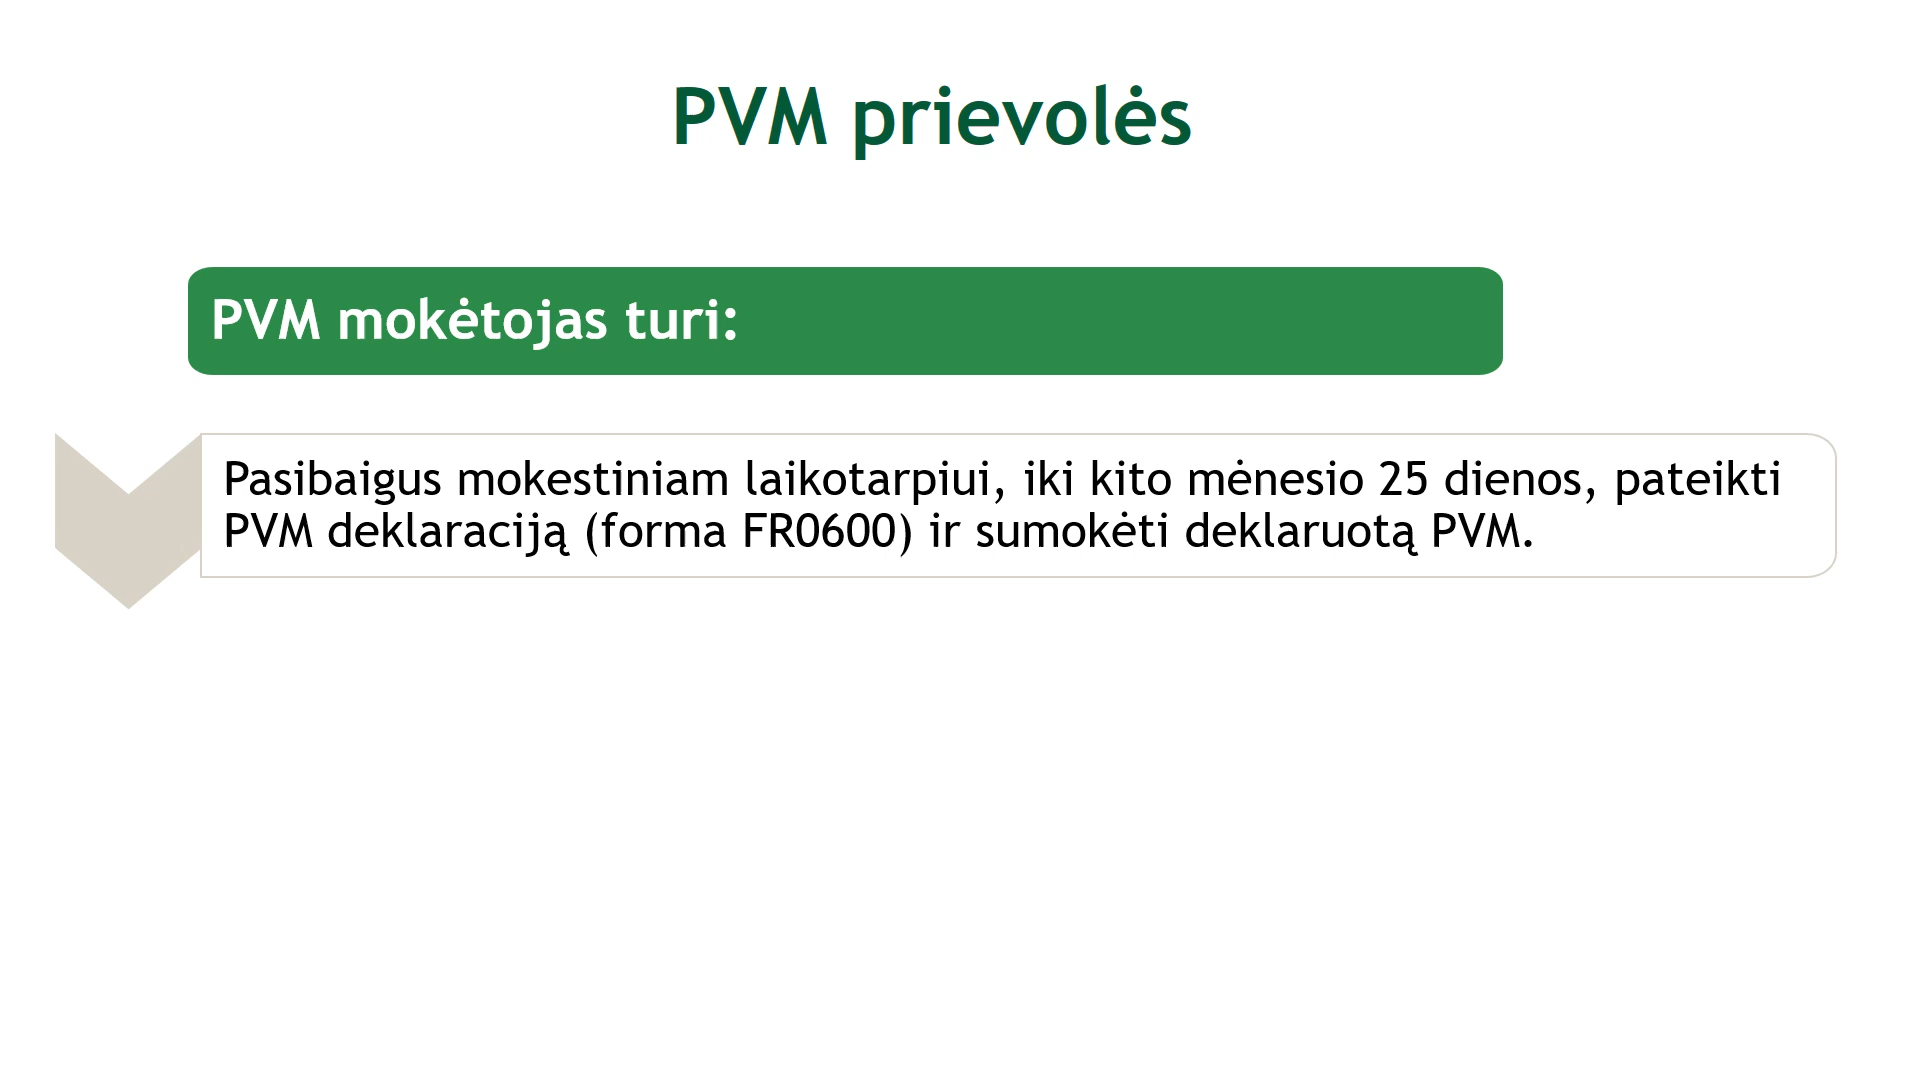 PVM prievolės
PVM mokėtojas turi:
Pasibaigus mokestiniam laikotarpiui, iki kito mėnesio 25 dienos, pateikti
PVM deklaraciją (forma FR0600) ir sumokėti deklaruotą PVM.